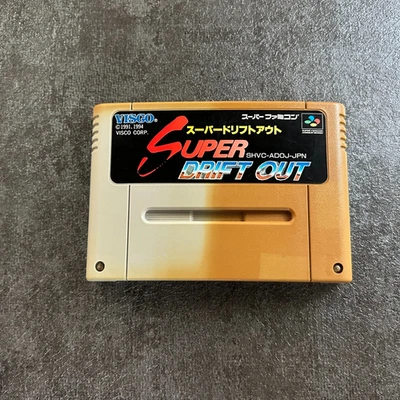 VISCO
© 1991, 1994
VISCO CORP.
スーパーファミコン
スーパードリフトアウト
SUPER
SHVC-ADOJ-JPN
DRIFT OUT